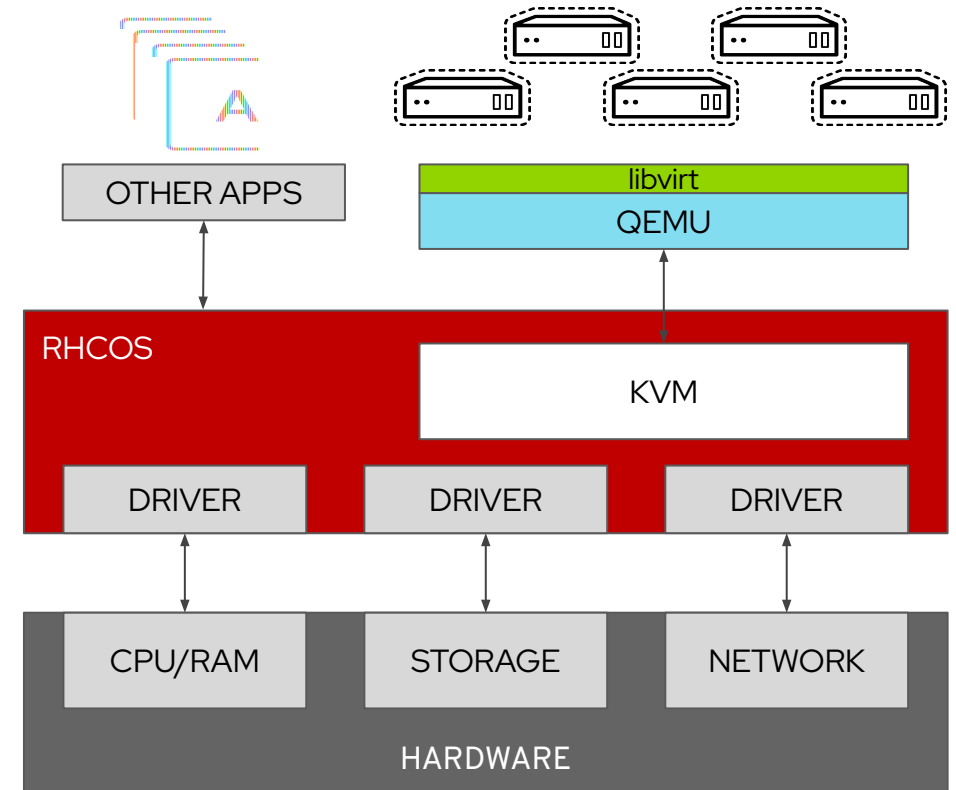 A
OTHER APPS
libvirt
QEMU
RHCOS
KVM
DRIVER
DRIVER
DRIVER
CPU/RAM
STORAGE
NETWORK
HARDWARE